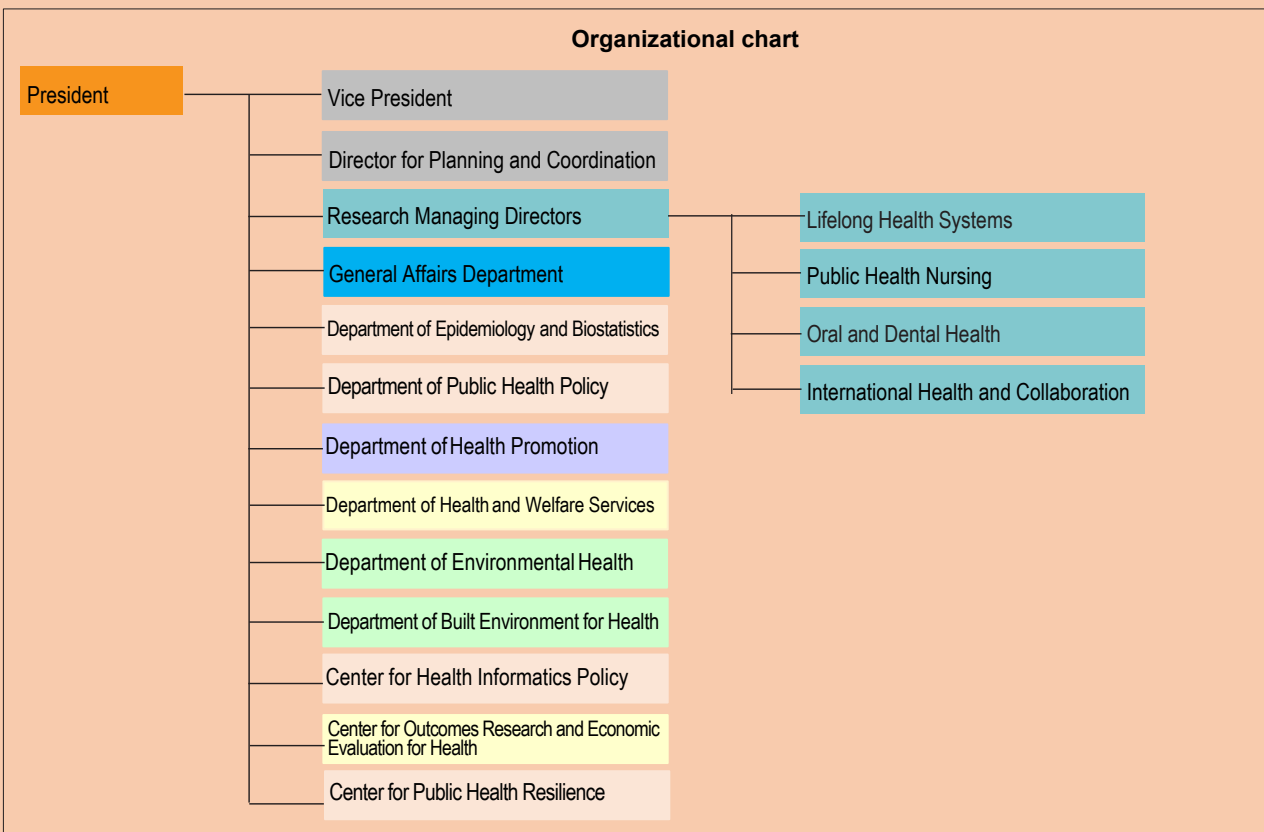 Organizational chart
President
Vice President
Director for Planning and Coordination
Research Managing Directors
Lifelong Health Systems
General Affairs Department
Public Health Nursing
Department of Epidemiology and Biostatistics
Oral and Dental Health
Department of Public Health Policy
International Health and Collaboration
Department of Health Promotion
Department of Health and Welfare Services
Department of Environmental Health
Department of Built Environment for Health
Center for Health Informatics Policy
Center for Outcomes Research and Economic
Evaluation for Health
Center for Public Health Resilience